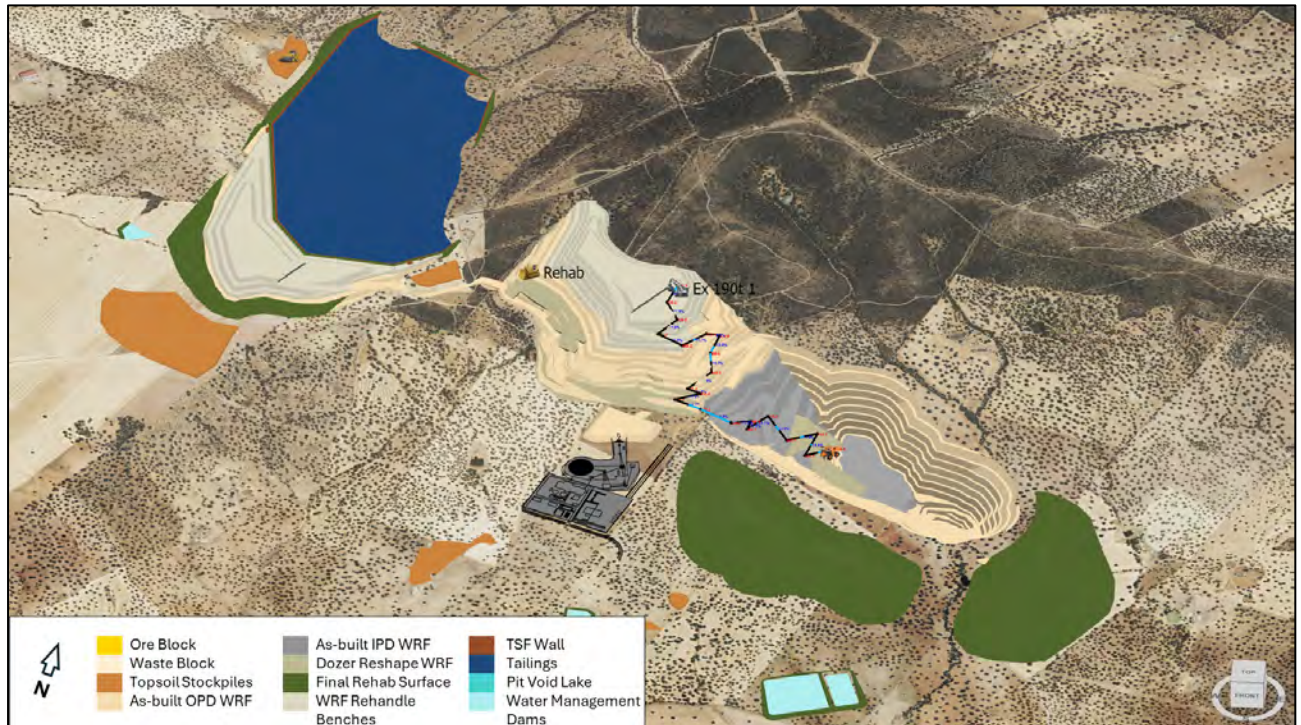 Rehab
Ex 190t 1
N
Ore Block
Waste Block
Topsoil Stockpiles
As-built OPD WRF
As-built IPD WRF
Dozer Reshape WRF
Final Rehab Surface
WRF Rehandle
Benches
TSF Wall
Tailings
Pit Void Lake
Water Management
Dams
TOP
FRONT